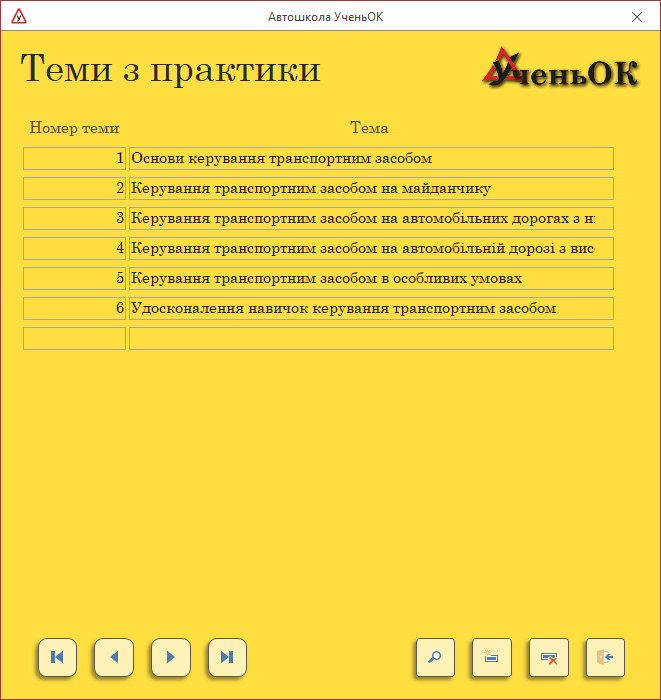 Автошкола УченьОК
Теми з практики
УченьОК
Номер теми Тема
1 Основи керування транспортним засобом
2 Керування транспортним засобом на майданчику
3 Керування транспортним засобом на автомобільних дорогах з
4 Керування транспортним засобом на автомобільній дорозі з вис
5 Керування транспортним засобом в особливих умовах
6 Удосконалення навичок керування транспортним засобом